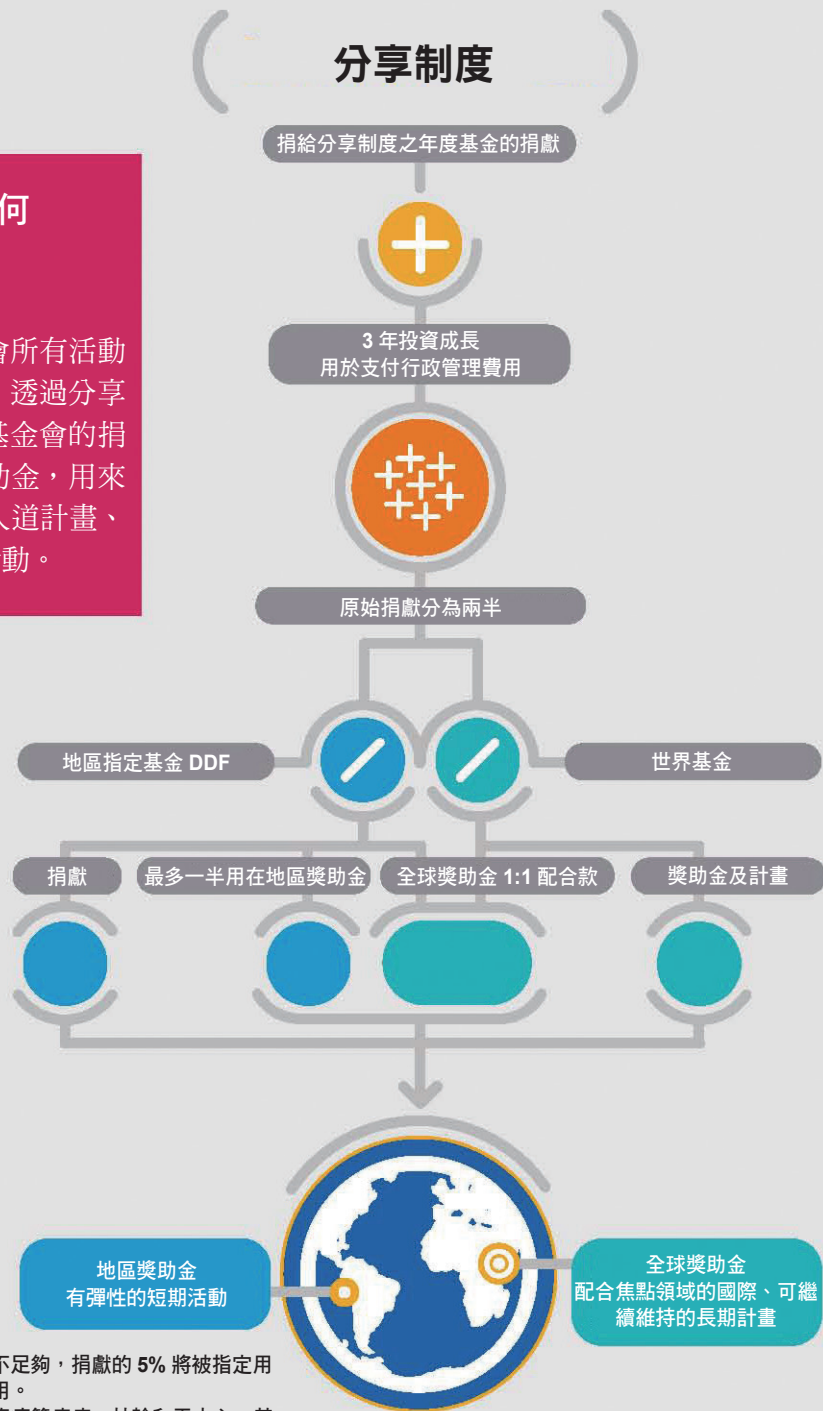 分享制度
捐給分享制度之年度基金的捐獻
何
會所有活動
透過分享
基金會的捐
助金,用來
人道計畫、
動。
3 年投資成長
用於支付行政管理費用
原始捐獻分為兩半
地區指定基金 DDF
世界基金
捐獻
最多一半用在地區獎助金
全球獎助金 1:1 配合款
獎助金及計畫
地區獎助金
有彈性的短期活動
全球獎助金
配合焦點領域的國際、可繼
續維持的長期計畫
不足夠,捐獻的 5% 將被指定用
用。